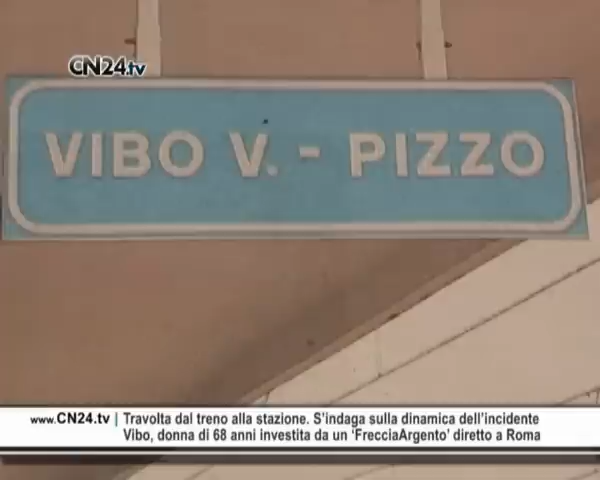 CN24.tv
VIBO V. - PIZZO
www.CN24.tv | Travolta dal treno alla stazione. S'indaga sulla dinamica dell'incidente
Vibo, donna di 68 anni investita da un 'FrecciaArgento' diretto a Roma